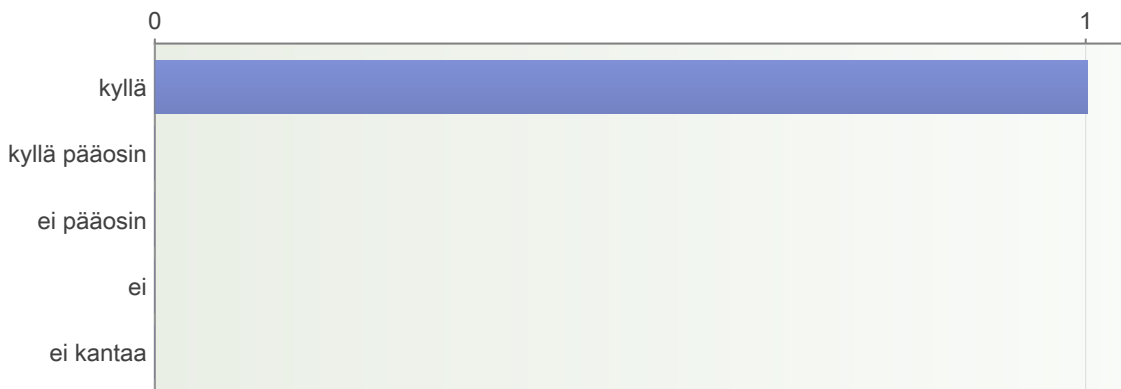 0 1
kyllä
kyllä pääosin
ei pääosin
ei
ei kantaa